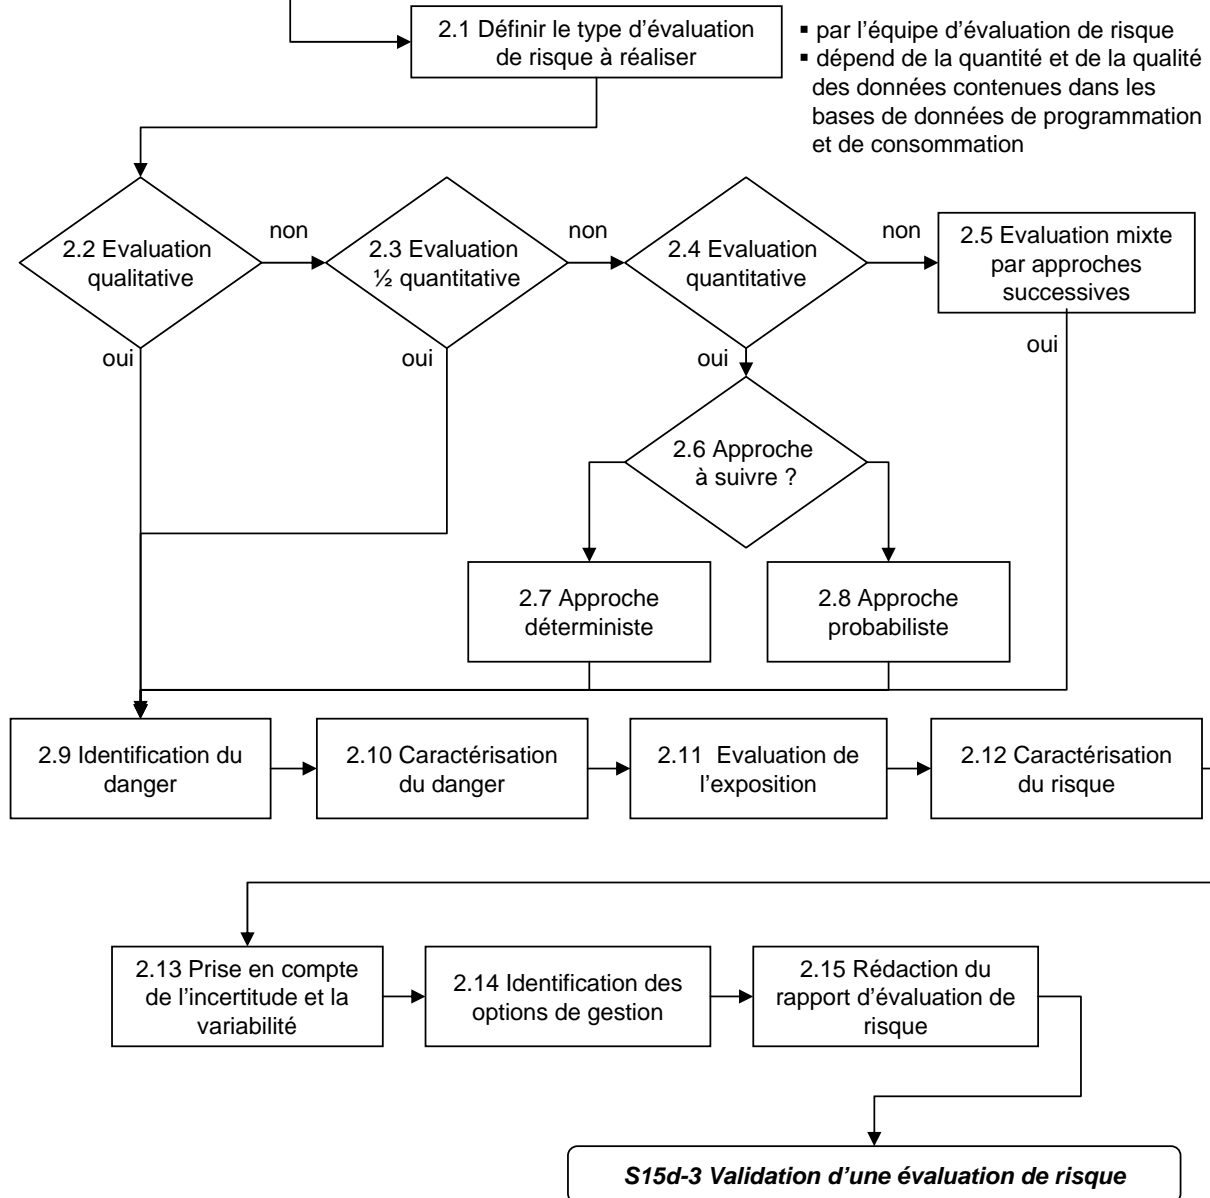 2.1 Définir le type d’évaluation
de risque à réaliser
▪ par l’équipe d’évaluation de risque
▪ dépend de la quantité et de la qualité
des données contenues dans les
bases de données de programmation
et de consommation
2.2 Evaluation
qualitative
non
2.3 Evaluation
½ quantitative
non
2.4 Evaluation
quantitative
non
2.5 Evaluation mixte
par approches
successives
oui
oui
oui
oui
2.6 Approche
à suivre ?
2.7 Approche
déterministe
2.8 Approche
probabiliste
2.9 Identification du
danger
2.10 Caractérisation
du danger
2.11 Evaluation de
l’exposition
2.12 Caractérisation
du risque
2.13 Prise en compte
de l’incertitude et la
variabilité
2.14 Identification des
options de gestion
2.15 Rédaction du
rapport d’évaluation de
risque
S15d-3 Validation d’une évaluation de risque